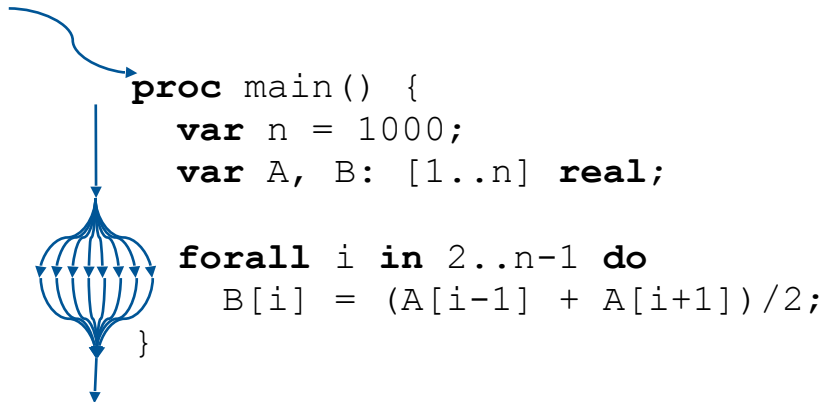 proc main() {
  var n = 1000;
  var A, B: [1..n] real;
  forall i in 2..n-1 do
    B[i] = (A[i-1] + A[i+1])/2;
}